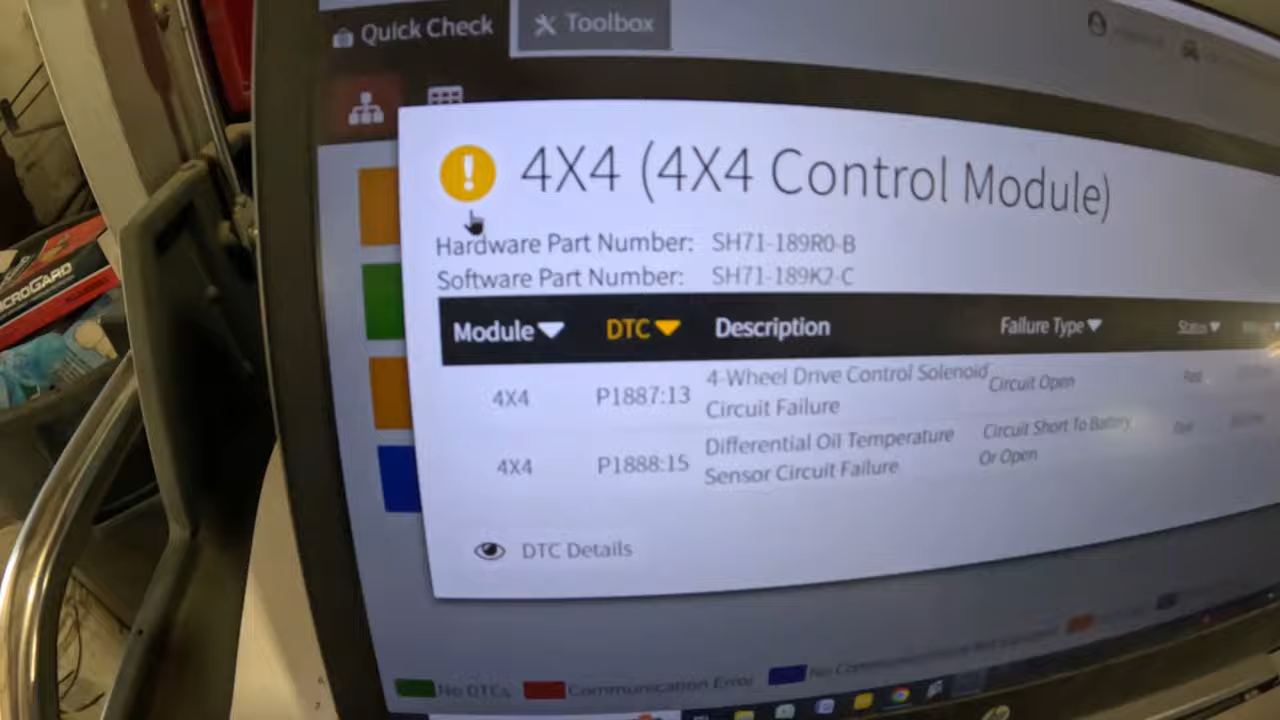 Quick Check
Toolbox
4X4 (4X4 Control Module)
Hardware Part Number: SH71-189R0-B
Software Part Number: SH71-189K2-C
Module DTC Description Failure Type Status
4X4 P1887:13 4-Wheel Drive Control Solenoid Circuit Failure Circuit Open
4X4 P1888:15 Differential Oil Temperature Sensor Circuit Failure Circuit Short To Battery Or Open
DTC Details
No DTCs Communication Error